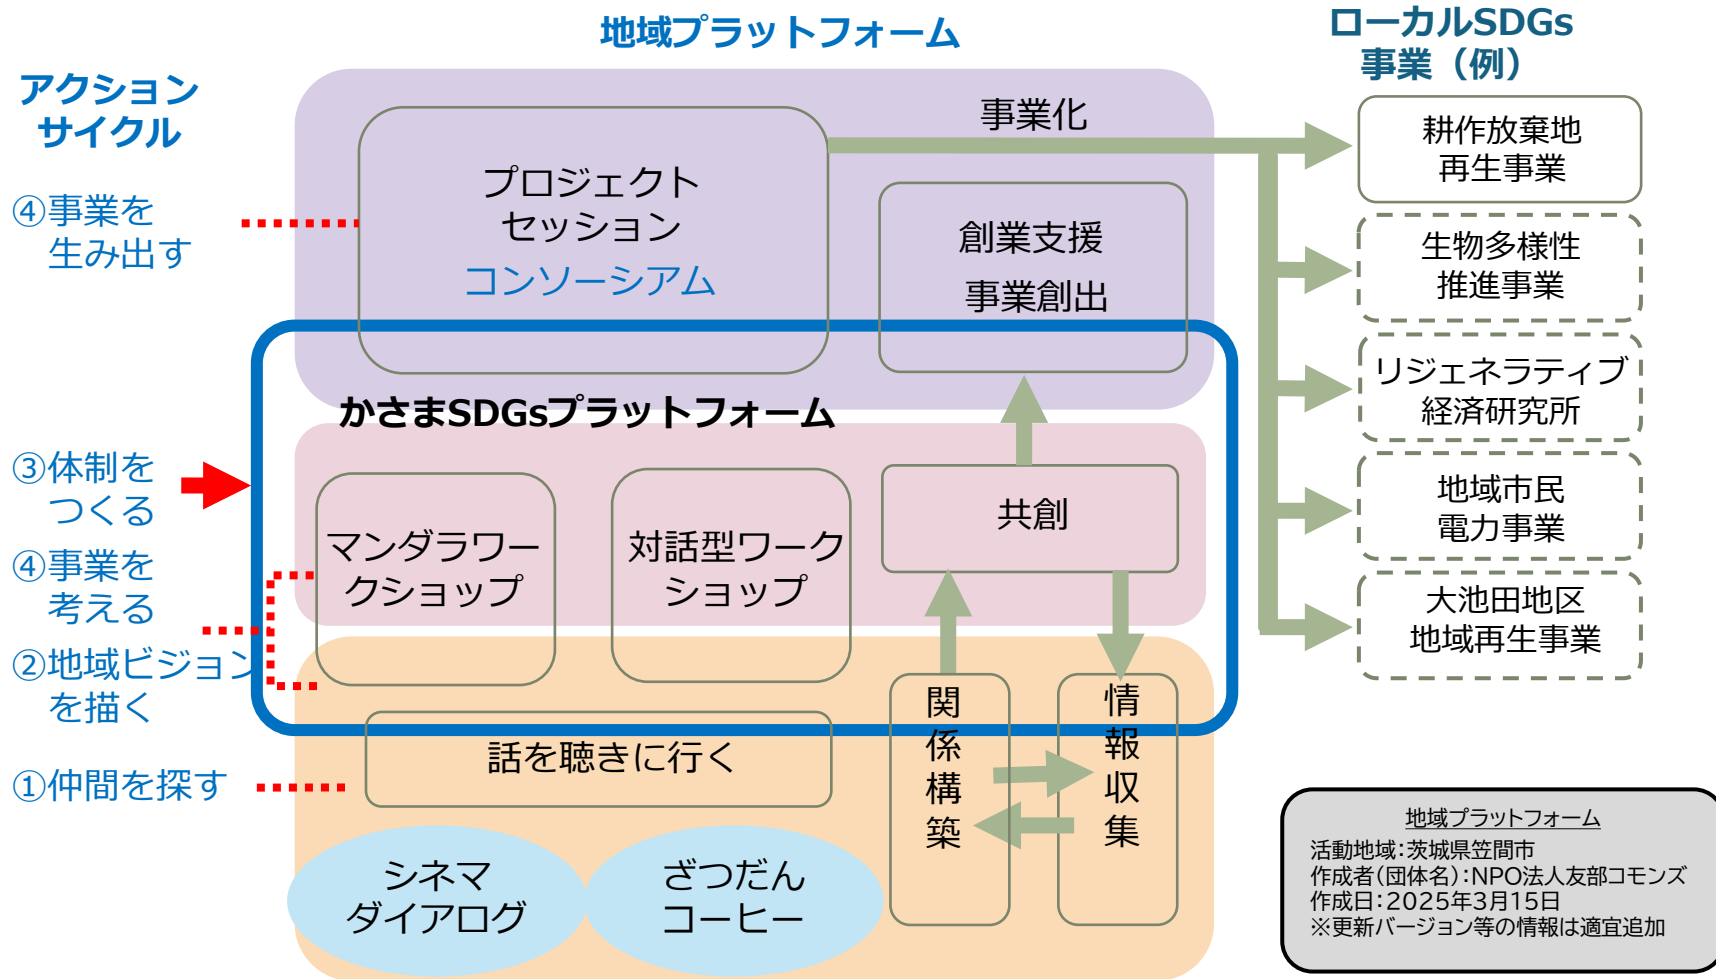 地域プラットフォーム
ローカルSDGs
事業（例）
アクション
サイクル
④事業を
生み出す
③体制を
つくる
④事業を
考える
②地域ビジョン
を描く
①仲間を探す
プロジェクト
セッション
コンソーシアム
事業化
創業支援
事業創出
かさまSDGsプラットフォーム
マンダラワー
クショップ
対話型ワーク
ショップ
共創
話を聴きに行く
関係構築
情報収集
シネマ
ダイアログ
ざつだん
コーヒー
耕作放棄地
再生事業
生物多様性
推進事業
リジェネラティブ
経済研究所
地域市民
電力事業
大池田地区
地域再生事業
地域プラットフォーム
活動地域：茨城県笠間市
作成者（団体名）：NPO法人友部コモンズ
作成日：2025年3月15日
※更新バージョン等の情報は適宜追加